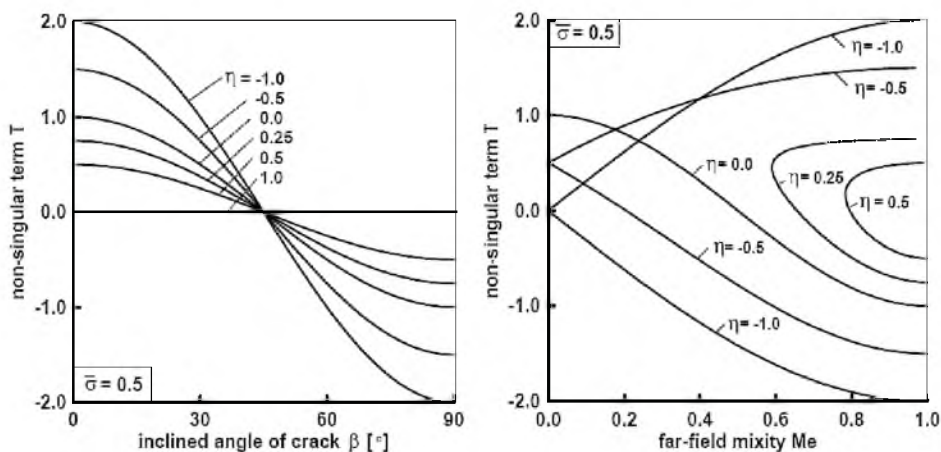 2.0
1.0
0.0
-1.0
-2.0
non-singular term T
η = -1.0
-0.5
0.0
0.25
0.5
1.0
σ̅ = 0.5
0
30
60
90
inclined angle of crack β [°]
2.0
1.0
0.0
-1.0
-2.0
non-singular term T
σ̅ = 0.5
η = -1.0
η = -0.5
η = 0.0
η = 0.25
η = 0.5
η= -0.5
η= -1.0
0.0
0.2
0.4
0.6
0.8
1.0
far-field mixity Me